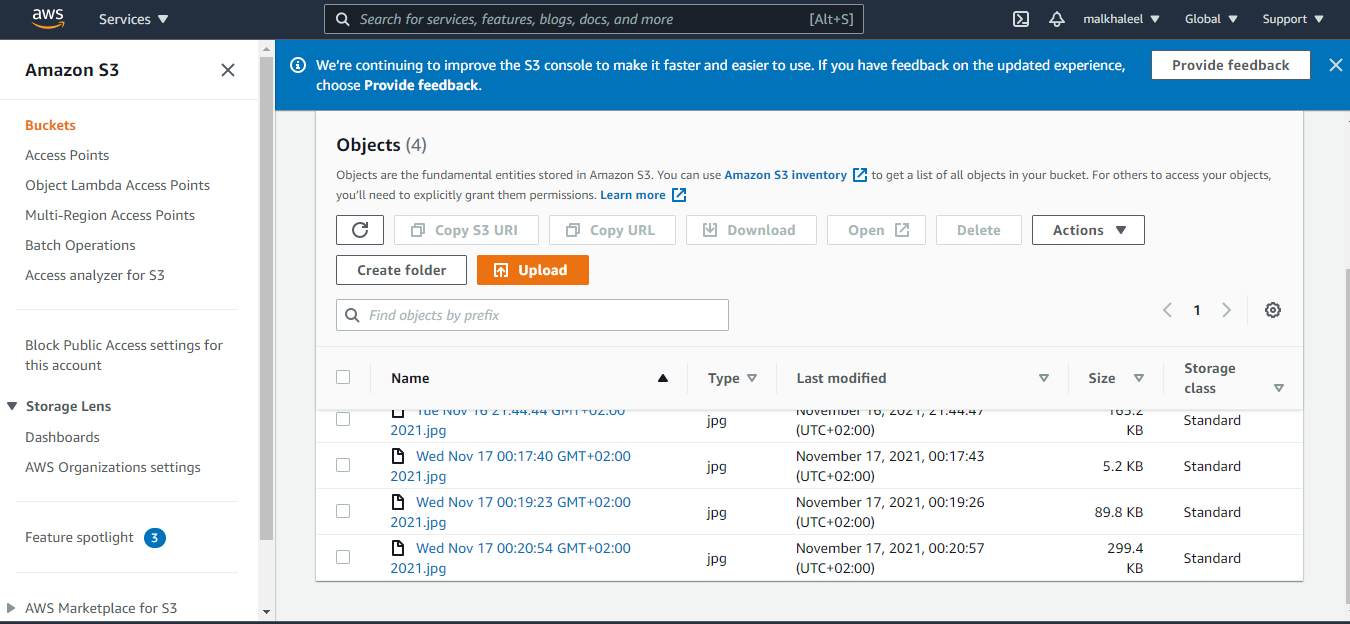 aws
Services
Search for services, features, blogs, docs, and more [Alt+S]
malkhaleel
Global
Support
Amazon S3
Buckets
Access Points
Object Lambda Access Points
Multi-Region Access Points
Batch Operations
Access analyzer for S3
Block Public Access settings for
this account
Storage Lens
Dashboards
AWS Organizations settings
Feature spotlight 3
AWS Marketplace for S3
We're continuing to improve the S3 console to make it faster and easier to use. If you have feedback on the updated experience,
choose Provide feedback.
Provide feedback
Objects (4)
Objects are the fundamental entities stored in Amazon S3. You can use Amazon S3 inventory to get a list of all objects in your bucket. For others to access your objects,
you'll need to explicitly grant them permissions. Learn more
Copy S3 URI
Copy URL
Download
Open
Delete
Actions
Create folder
Upload
Find objects by prefix
1
Name
Type
Last modified
Size
Storage
class
Tue Nov 16 21:44:44 GMT+02:00
2021.jpg
jpg
November 16, 2021, 21:44:47
(UTC+02:00)
KB
Standard
Wed Nov 17 00:17:40 GMT+02:00
2021.jpg
jpg
November 17, 2021, 00:17:43
(UTC+02:00)
5.2 KB
Standard
Wed Nov 17 00:19:23 GMT+02:00
2021.jpg
jpg
November 17, 2021, 00:19:26
(UTC+02:00)
89.8 KB
Standard
Wed Nov 17 00:20:54 GMT+02:00
2021.jpg
jpg
November 17, 2021, 00:20:57
(UTC+02:00)
299.4
KB
Standard